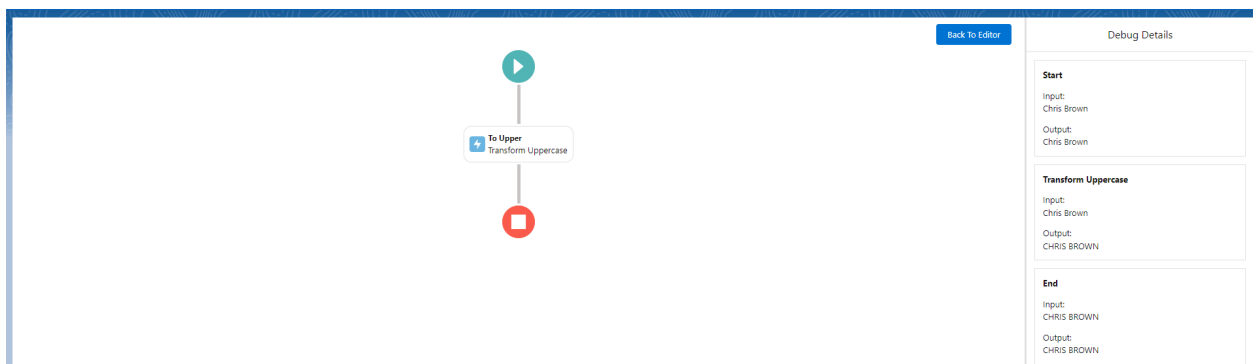 Back To Editor
Debug Details
To Upper
Transform Uppercase
Start
Input:
Chris Brown
Output:
Chris Brown
Transform Uppercase
Input:
Chris Brown
Output:
CHRIS BROWN
End
Input:
CHRIS BROWN
Output:
CHRIS BROWN